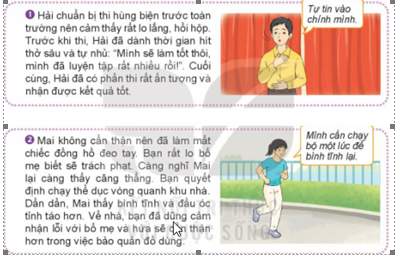 1 Hải chuẩn bị thi hùng biện trước toàn
trường nên cảm thấy rất lo lắng, hồi hộp.
Trước khi thi, Hải đã dành thời gian hít
thở sâu và tự nhủ: "Mình sẽ làm tốt thôi,
mình đã luyện tập rất nhiều rồi!". Cuối
cùng, Hải đã có phần thi rất ấn tượng và
nhận được kết quả tốt.
Tự tin vào
chính mình.
2 Mai không cẩn thận nên đã làm mất
chiếc đồng hồ đeo tay. Bạn rất lo bố
mẹ biết sẽ trách phạt. Càng nghĩ Mai
lại càng thấy căng thẳng. Bạn quyết
định chạy thể dục vòng quanh khu nhà.
Dần dần, Mai thấy bình tĩnh và đầu óc
tỉnh táo hơn. Về nhà, bạn đã dũng cảm
nhận lỗi với bố mẹ và hứa sẽ cẩn thận
hơn trong việc bảo quản đồ dùng.
Mình cần chạy
bộ một lúc để
bình tĩnh lại.